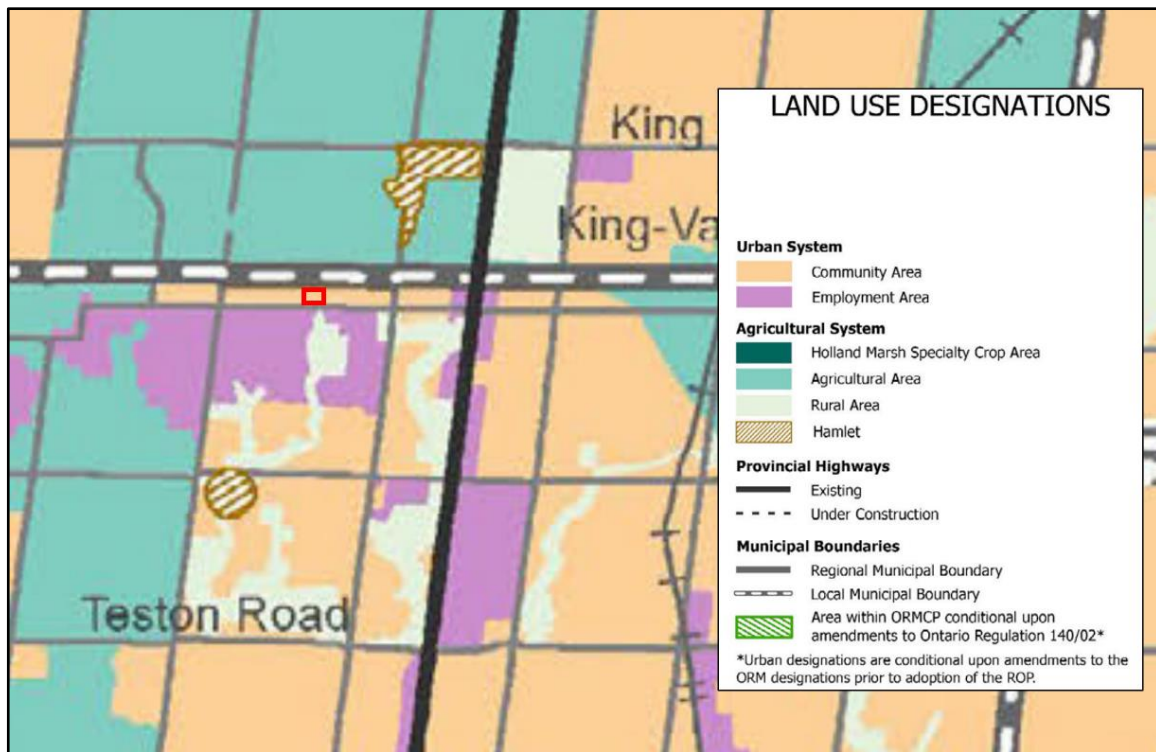 King
King-Va
Teston Road
LAND USE DESIGNATIONS
Urban System
Community Area
Employment Area
Agricultural System
Holland Marsh Specialty Crop Area
Agricultural Area
Rural Area
Hamlet
Provincial Highways
Existing
Under Construction
Municipal Boundaries
Regional Municipal Boundary
Local Municipal Boundary
Area within ORMCP conditional upon
amendments to Ontario Regulation 140/02*
*Urban designations are conditional upon amendments to the
ORM designations prior to adoption of the ROP.